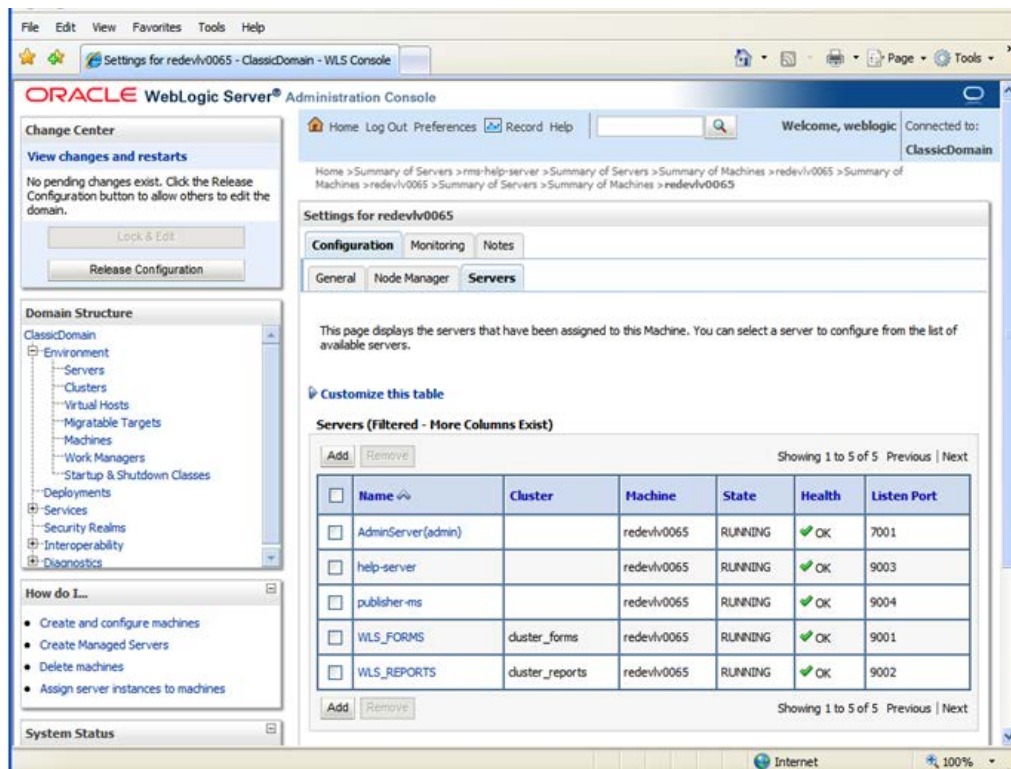 File Edit View Favorites Tools Help
Settings for redevlv0065 - ClassicDomain - WLS Console
Page Tools
ORACLE WebLogic Server® Administration Console
Change Center
View changes and restarts
No pending changes exist. Click the Release
Configuration button to allow others to edit the
domain.
Lock & Edit
Release Configuration
Domain Structure
ClassicDomain
Environment
Servers
Clusters
Virtual Hosts
Migratable Targets
Machines
Work Managers
Startup & Shutdown Classes
Deployments
Services
Security Realms
Interoperability
Diagnostics
How do I...
Create and configure machines
Create Managed Servers
Delete machines
Assign server instances to machines
System Status
Home Log Out Preferences Record Help
Welcome, weblogic
Connected to:
ClassicDomain
Home >Summary of Servers >rms-help-server >Summary of Servers >Summary of Machines >redevlv0065 >Summary of
Machines >redevlv0065 >Summary of Servers >Summary of Machines >redevlv0065
Settings for redevlv0065
Configuration Monitoring Notes
General Node Manager Servers
This page displays the servers that have been assigned to this Machine. You can select a server to configure from the list of
available servers.
Customize this table
Servers (Filtered - More Columns Exist)
Add Remove Showing 1 to 5 of 5 Previous | Next
Name Cluster Machine State Health Listen Port
AdminServer(admin) redevlv0065 RUNNING OK 7001
help-server redevlv0065 RUNNING OK 9003
publisher-ms redevlv0065 RUNNING OK 9004
WLS_FORMS cluster_forms redevlv0065 RUNNING OK 9001
WLS_REPORTS cluster_reports redevlv0065 RUNNING OK 9002
Add Remove Showing 1 to 5 of 5 Previous | Next
Internet 100%